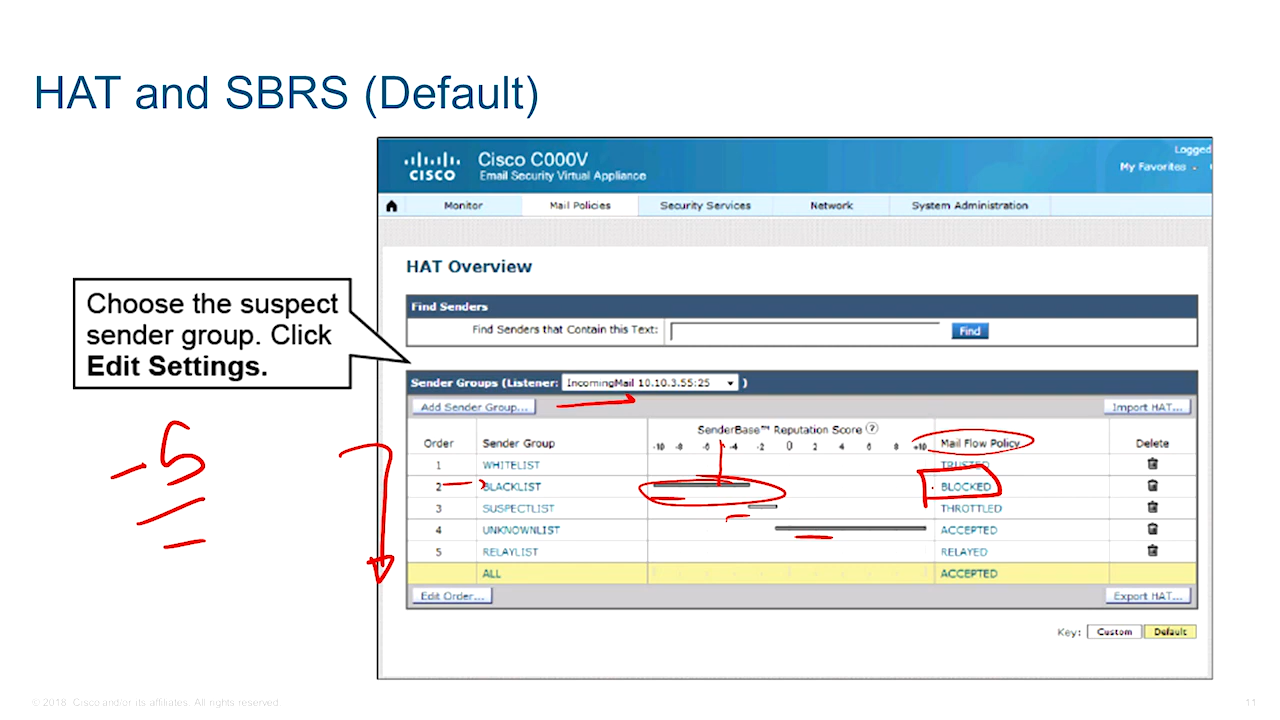 HAT and SBRS (Default)
Cisco C000V
Email Security Virtual Appliance
CISCO
Logged
My Favorites
Monitor Mail Policies Security Services Network System Administration
HAT Overview
Choose the suspect
sender group. Click
Edit Settings.
Find Senders
Find Senders that Contain this Text: Find
Sender Groups (Listener: IncomingMail 10.10.3.55:25 )
Add Sender Group... Import HAT...
SenderBase™ Reputation Score ?
Order Sender Group -10 -8 -6 -4 -2 0 2 4 6 8 +10 Mail Flow Policy Delete
1 WHITELIST TRUSTED
2 BLACKLIST BLOCKED
3 SUSPECTLIST THROTTLED
4 UNKNOWNLIST ACCEPTED
5 RELAYLIST RELAYED
ALL ACCEPTED
Edit Order... Export HAT...
Key: Custom Default
-5
© 2018 Cisco and/or its affiliates. All rights reserved
11